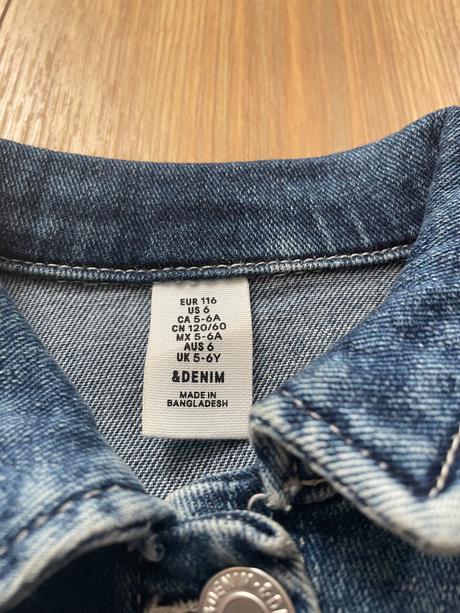 EUR 116
US 6
CA 5-6A
CN 120/60
MX 5-6A
AUS 6
UK 5-6Y
&DENIM
MADE IN
BANGLADESH